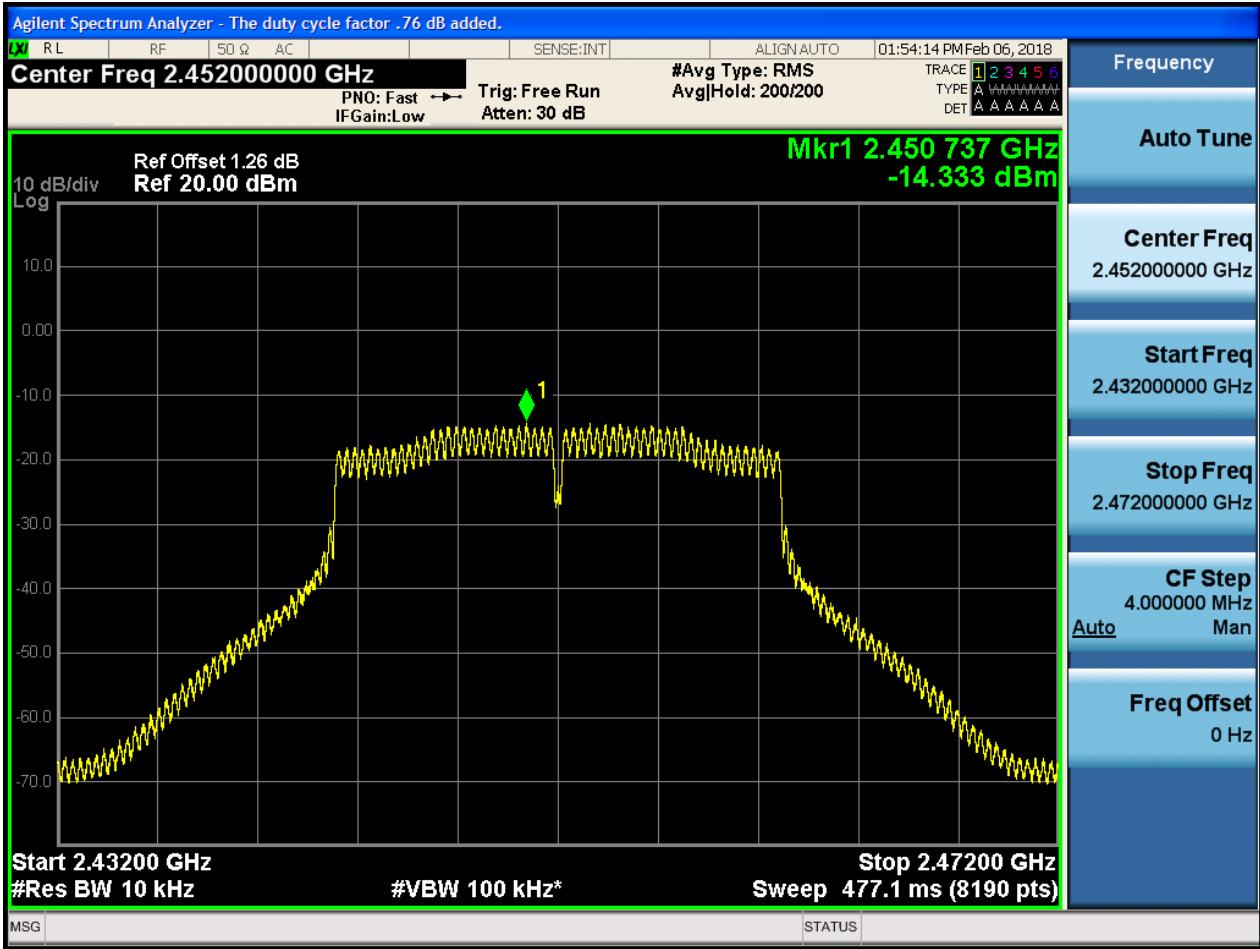 Agilent Spectrum Analyzer - The duty cycle factor .76 dB added.
LXI RL RF 50 Ω AC SENSE:INT ALIGN AUTO 01:54:14 PM Feb 06, 2018
Center Freq 2.452000000 GHz
PNO: Fast
IFGain:Low
Trig: Free Run
Atten: 30 dB
#Avg Type: RMS
Avg|Hold: 200/200
TRACE 1 2 3 4 5 6
TYPE A
DET A A A A A A
Ref Offset 1.26 dB
10 dB/div Ref 20.00 dBm
Log
Mkr1 2.450 737 GHz
-14.333 dBm
1
10.0
0.00
-10.0
-20.0
-30.0
-40.0
-50.0
-60.0
-70.0
Start 2.43200 GHz
Stop 2.47200 GHz
#Res BW 10 kHz
#VBW 100 kHz*
Sweep 477.1 ms (8190 pts)
MSG
STATUS
Frequency
Auto Tune
Center Freq
2.452000000 GHz
Start Freq
2.432000000 GHz
Stop Freq
2.472000000 GHz
CF Step
4.000000 MHz
Auto Man
Freq Offset
0 Hz